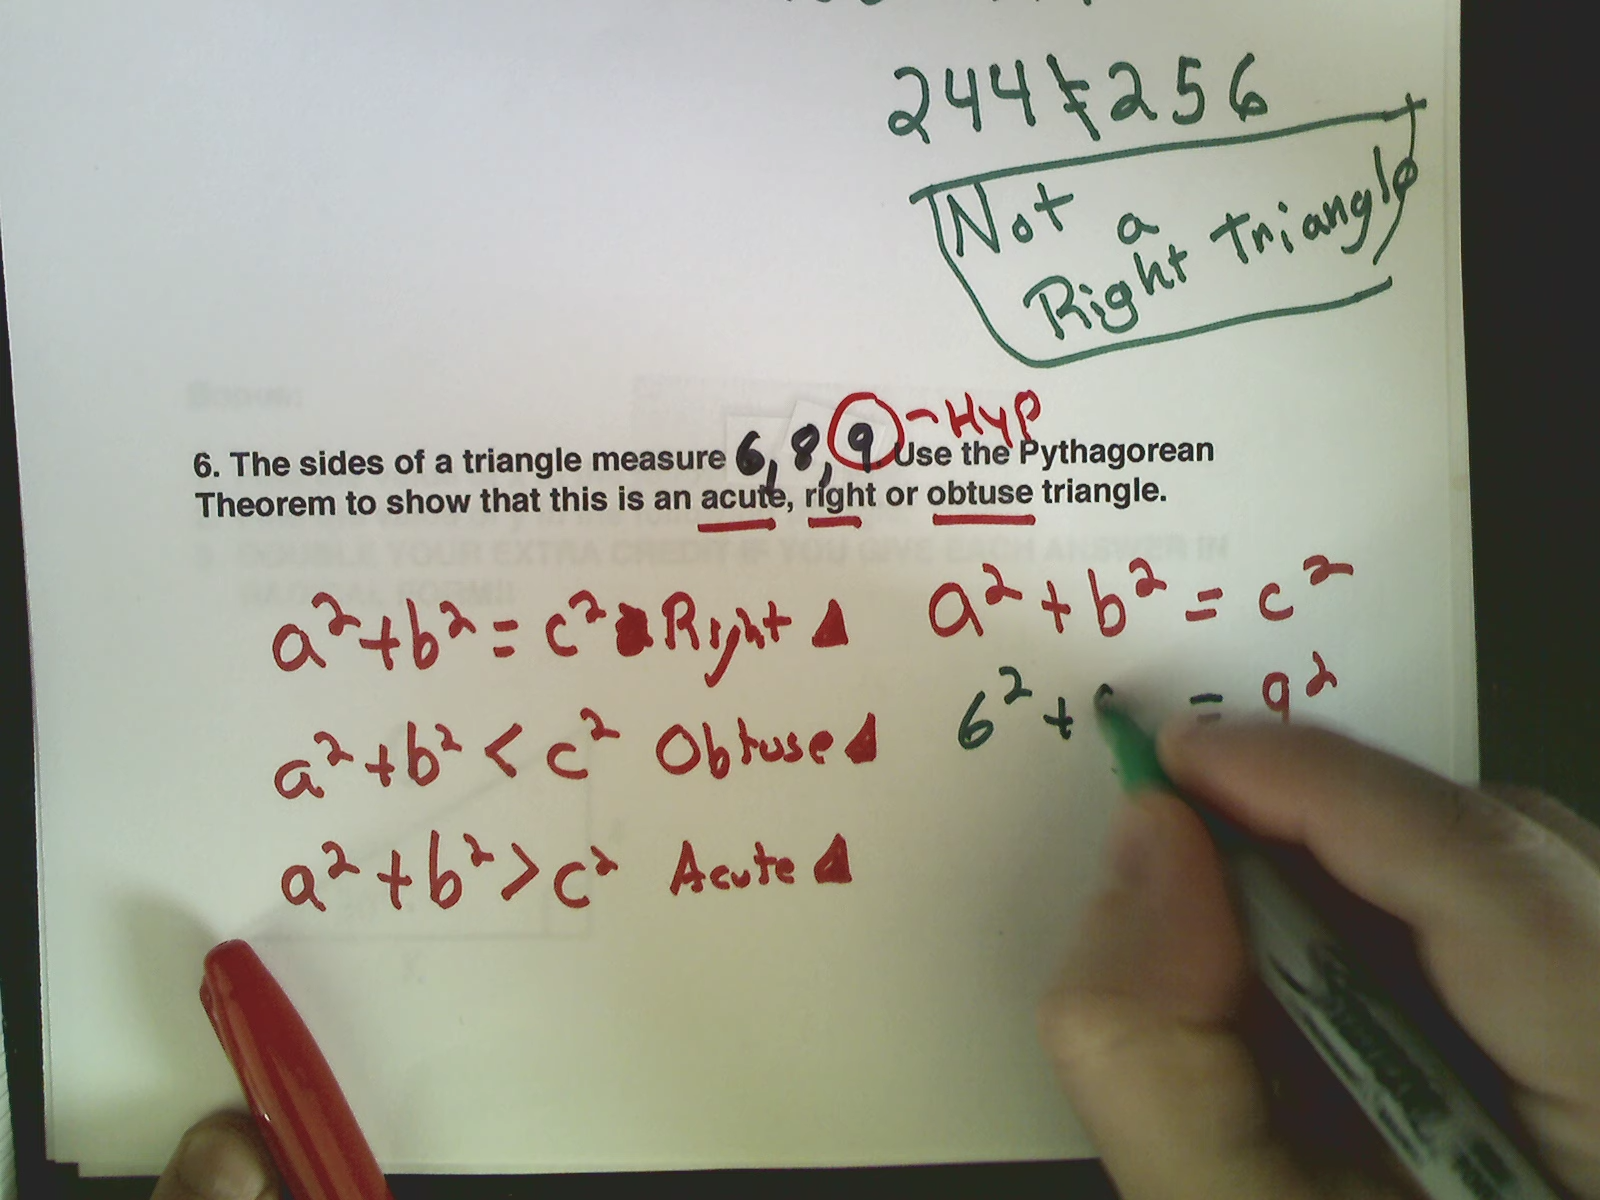 244 ≠ 256
Not a
Right Triangle
6. The sides of a triangle measure 6, 8, 9. Use the Pythagorean
- Hyp
Theorem to show that this is an acute, right or obtuse triangle.
a² + b² = c² Right △
a² + b² < c² Obtuse △
a² + b² > c² Acute △
a² + b² = c²
6² + = 9²